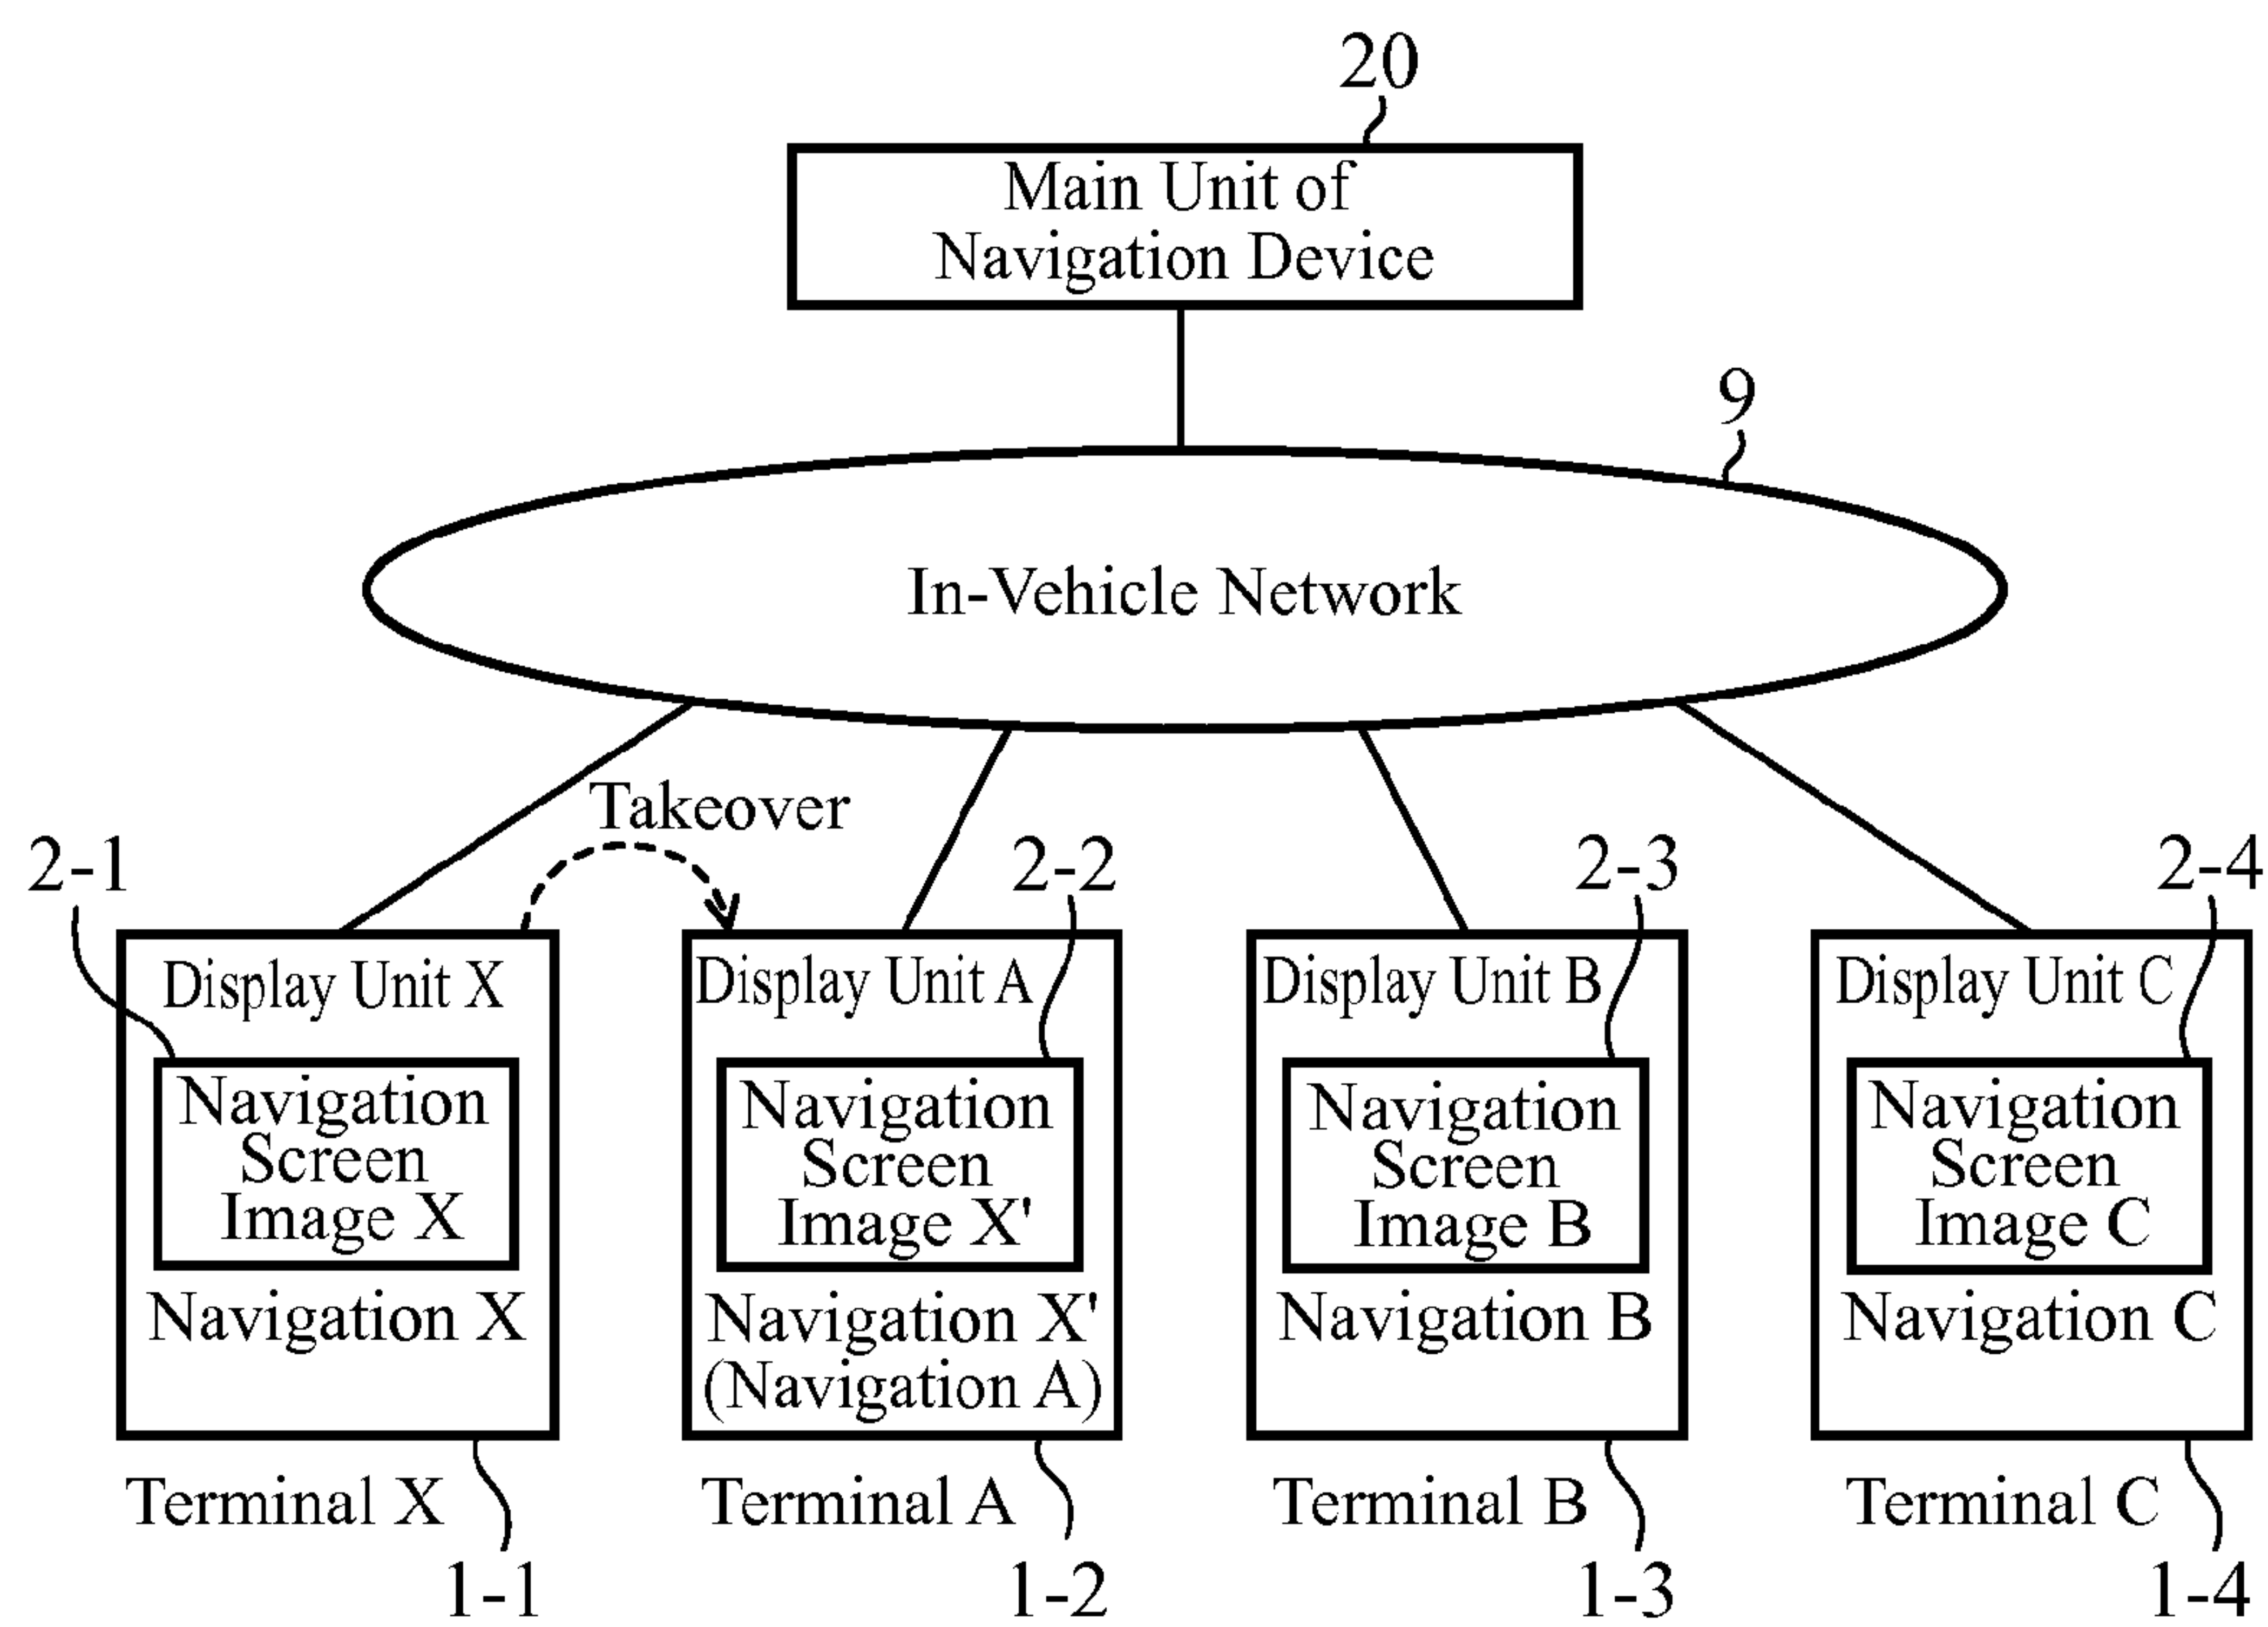 20
Main Unit of
Navigation Device
9
In-Vehicle Network
Takeover
2-1
2-2
2-3
2-4
Display Unit X
Navigation
Screen
Image X
Navigation X
Terminal X
1-1
Display Unit A
Navigation
Screen
Image X'
Navigation X'
(Navigation A)
Terminal A
1-2
Display Unit B
Navigation
Screen
Image B
Navigation B
Terminal B
1-3
Display Unit C
Navigation
Screen
Image C
Navigation C
Terminal C
1-4